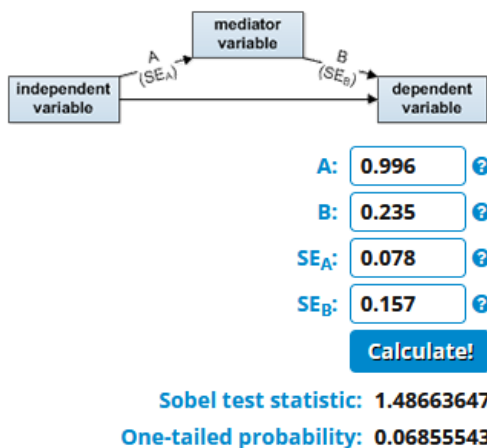 mediator
variable
A
(SEA)
B
(SEB)
independent
variable
dependent
variable
A: 0.996 ?
B: 0.235 ?
SEA: 0.078 ?
SEB: 0.157 ?
Calculate!
Sobel test statistic: 1.48663647
One-tailed probability: 0.06855543